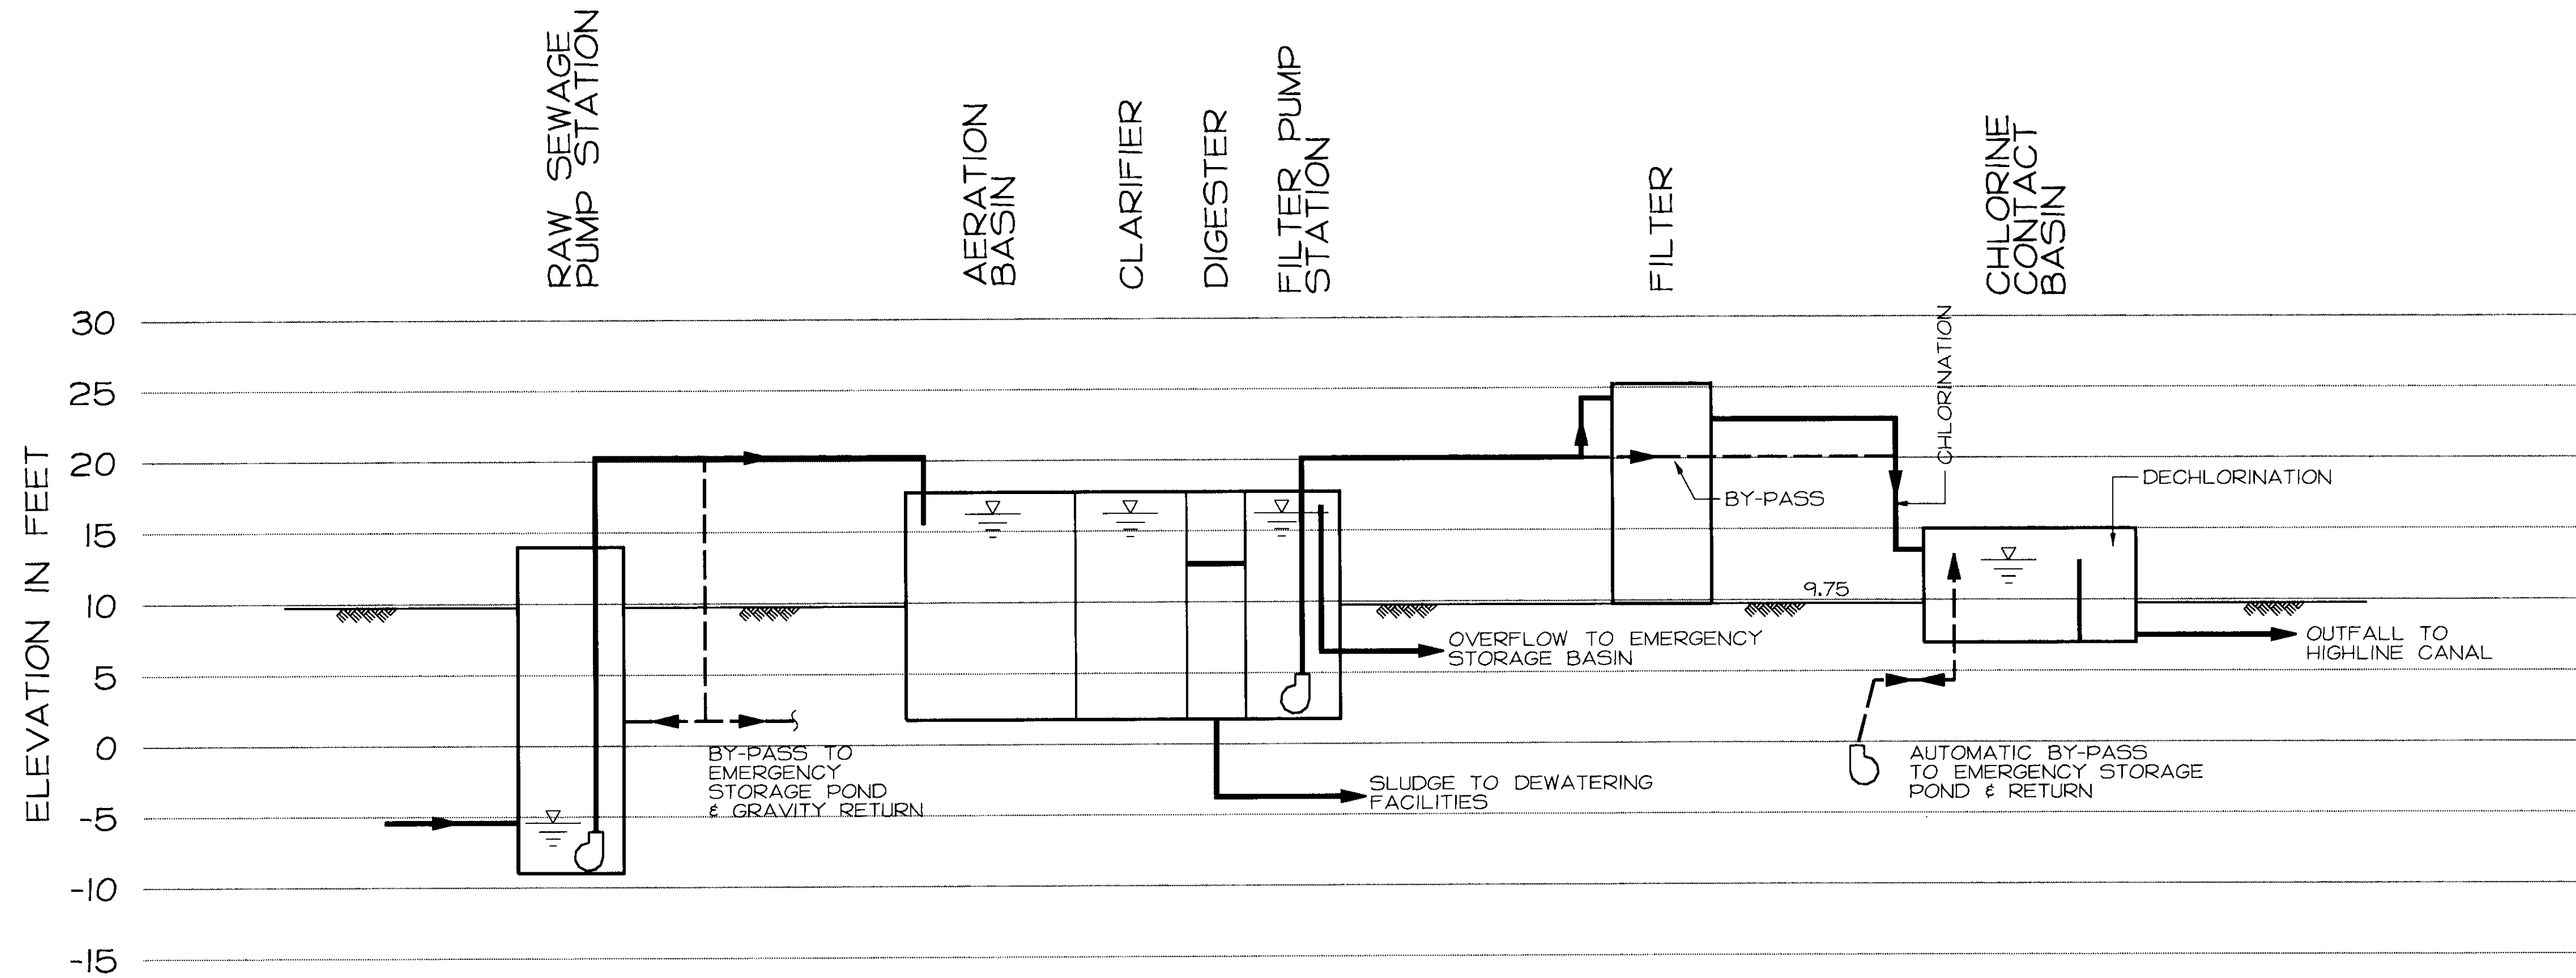 RAW SEWAGE
PUMP STATION
AERATION
BASIN
CLARIFIER
DIGESTER
FILTER PUMP
STATION
FILTER
CHLORINE
CONTACT
BASIN
ELEVATION IN FEET
30
25
20
15
10
5
0
-5
-10
-15
CHLORINATION
BY-PASS
DECHLORINATION
9.75
OVERFLOW TO EMERGENCY
STORAGE BASIN
OUTFALL TO
HIGHLINE CANAL
BY-PASS TO
EMERGENCY
STORAGE POND
& GRAVITY RETURN
SLUDGE TO DEWATERING
FACILITIES
AUTOMATIC BY-PASS
TO EMERGENCY STORAGE
POND & RETURN